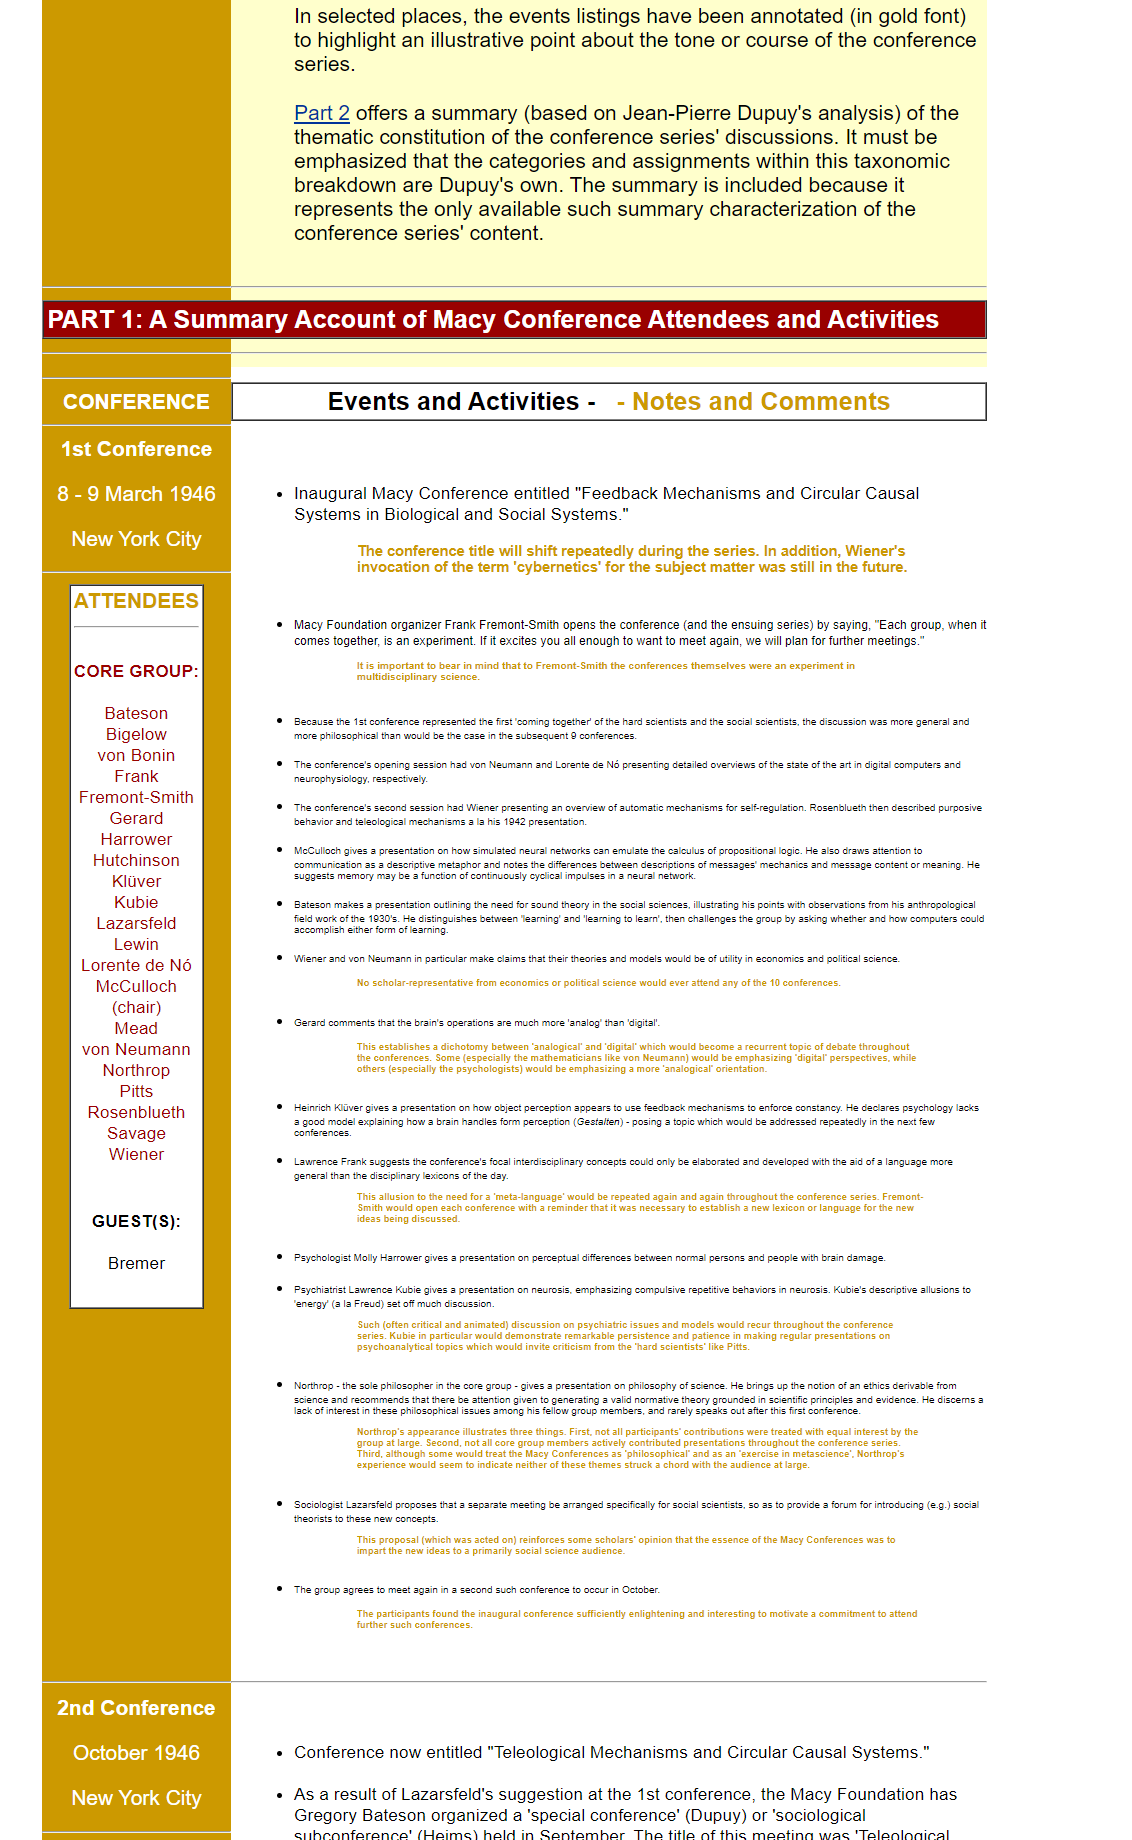 In selected places, the events listings have been annotated (in gold font)
to highlight an illustrative point about the tone or course of the conference
series.
Part 2 offers a summary (based on Jean-Pierre Dupuy's analysis) of the
thematic constitution of the conference series' discussions. It must be
emphasized that the categories and assignments within this taxonomic
breakdown are Dupuy's own. The summary is included because it
represents the only available such summary characterization of the
conference series' content.
PART 1: A Summary Account of Macy Conference Attendees and Activities
CONFERENCE
Events and Activities - - Notes and Comments
1st Conference
8 - 9 March 1946
New York City
ATTENDEES
CORE GROUP:
Bateson
Bigelow
von Bonin
Frank
Fremont-Smith
Gerard
Harrower
Hutchinson
Klüver
Kubie
Lazarsfeld
Lewin
Lorente de Nó
McCulloch
(chair)
Mead
von Neumann
Northrop
Pitts
Rosenblueth
Savage
Wiener
GUEST(S):
Bremer
• Inaugural Macy Conference entitled "Feedback Mechanisms and Circular Causal
Systems in Biological and Social Systems."
The conference title will shift repeatedly during the series. In addition, Wiener's
invocation of the term 'cybernetics' for the subject matter was still in the future.
• Macy Foundation organizer Frank Fremont-Smith opens the conference (and the ensuing series) by saying, "Each group, when it
comes together, is an experiment. If it excites you all enough to want to meet again, we will plan for further meetings."
It is important to bear in mind that to Fremont-Smith the conferences themselves were an experiment in
multidisciplinary science.
• Because the 1st conference represented the first 'coming together' of the hard scientists and the social scientists, the discussion was more general and
more philosophical than would be the case in the subsequent 9 conferences.
• The conference's opening session had von Neumann and Lorente de Nó presenting detailed overviews of the state of the art in digital computers and
neurophysiology, respectively.
• The conference's second session had Wiener presenting an overview of automatic mechanisms for self-regulation. Rosenblueth then described purposive
behavior and teleological mechanisms a la his 1942 presentation.
• McCulloch gives a presentation on how simulated neural networks can emulate the calculus of propositional logic. He also draws attention to
communication as a descriptive metaphor and notes the differences between descriptions of messages' mechanics and message content or meaning. He
suggests memory may be a function of continuously cyclical impulses in a neural network.
• Bateson makes a presentation outlining the need for sound theory in the social sciences, illustrating his points with observations from his anthropological
field work of the 1930's. He distinguishes between 'learning' and 'learning to learn', then challenges the group by asking whether and how computers could
accomplish either form of learning.
• Wiener and von Neumann in particular make claims that their theories and models would be of utility in economics and political science.
No scholar-representative from economics or political science would ever attend any of the 10 conferences.
• Gerard comments that the brain's operations are much more 'analog' than 'digital'.
This establishes a dichotomy between 'analogical' and 'digital' which would become a recurrent topic of debate throughout
the conferences. Some (especially the mathematicians like von Neumann) would be emphasizing 'digital' perspectives, while
others (especially the psychologists) would be emphasizing a more 'analogical' orientation.
• Heinrich Klüver gives a presentation on how object perception appears to use feedback mechanisms to enforce constancy. He declares psychology lacks
a good model explaining how a brain handles form perception (Gestalten) - posing a topic which would be addressed repeatedly in the next few
conferences.
• Lawrence Frank suggests the conference's focal interdisciplinary concepts could only be elaborated and developed with the aid of a language more
general than the disciplinary lexicons of the day.
This allusion to the need for a 'meta-language' would be repeated again and again throughout the conference series. Fremont-
Smith would open each conference with a reminder that it was necessary to establish a new lexicon or language for the new
ideas being discussed.
• Psychologist Molly Harrower gives a presentation on perceptual differences between normal persons and people with brain damage.
• Psychiatrist Lawrence Kubie gives a presentation on neurosis, emphasizing compulsive repetitive behaviors in neurosis. Kubie's descriptive allusions to
'energy' (a la Freud) set off much discussion.
Such (often critical and animated) discussion on psychiatric issues and models would recur throughout the conference
series. Kubie in particular would demonstrate remarkable persistence and patience in making regular presentations on
psychoanalytical topics which would invite criticism from the 'hard scientists' like Pitts.
• Northrop - the sole philosopher in the core group - gives a presentation on philosophy of science. He brings up the notion of an ethics derivable from
science and recommends that there be attention given to generating a valid normative theory grounded in scientific principles and evidence. He discerns a
lack of interest in these philosophical issues among his fellow group members, and rarely speaks out after this first conference.
Northrop's appearance illustrates three things. First, not all participants' contributions were treated with equal interest by the
group at large. Second, not all core group members actively contributed presentations throughout the conference series.
Third, although some would treat the Macy Conferences as 'philosophical' and as an 'exercise in metascience', Northrop's
experience would seem to indicate neither of these themes struck a chord with the audience at large.
• Sociologist Lazarsfeld proposes that a separate meeting be arranged specifically for social scientists, so as to provide a forum for introducing (e.g.) social
theorists to these new concepts.
This proposal (which was acted on) reinforces some scholars' opinion that the essence of the Macy Conferences was to
impart the new ideas to a primarily social science audience.
• The group agrees to meet again in a second such conference to occur in October.
The participants found the inaugural conference sufficiently enlightening and interesting to motivate a commitment to attend
further such conferences.
2nd Conference
October 1946
New York City
• Conference now entitled "Teleological Mechanisms and Circular Causal Systems."
• As a result of Lazarsfeld's suggestion at the 1st conference, the Macy Foundation has
Gregory Bateson organized a 'special conference' (Dupuy) or 'sociological
subconference' (Heims) held in September. The title of this meeting was 'Teleological